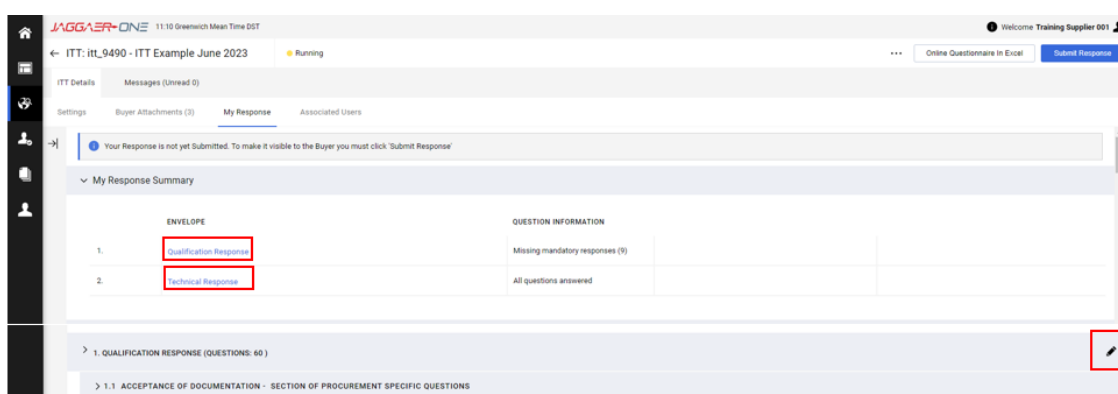 JAGGAER ONE 11:10 Greenwich Mean Time DST
Welcome Training Supplier 001
ITT: itt_9490 - ITT Example June 2023
Running
Online Questionnaire In Excel
Submit Response
ITT Details
Messages (Unread 0)
Settings
Buyer Attachments (3)
My Response
Associated Users
Your Response is not yet Submitted. To make it visible to the Buyer you must click 'Submit Response'
My Response Summary
ENVELOPE
QUESTION INFORMATION
1. Qualification Response
Missing mandatory responses (9)
2. Technical Response
All questions answered
1. QUALIFICATION RESPONSE (QUESTIONS: 60 )
1.1 ACCEPTANCE OF DOCUMENTATION - SECTION OF PROCUREMENT SPECIFIC QUESTIONS